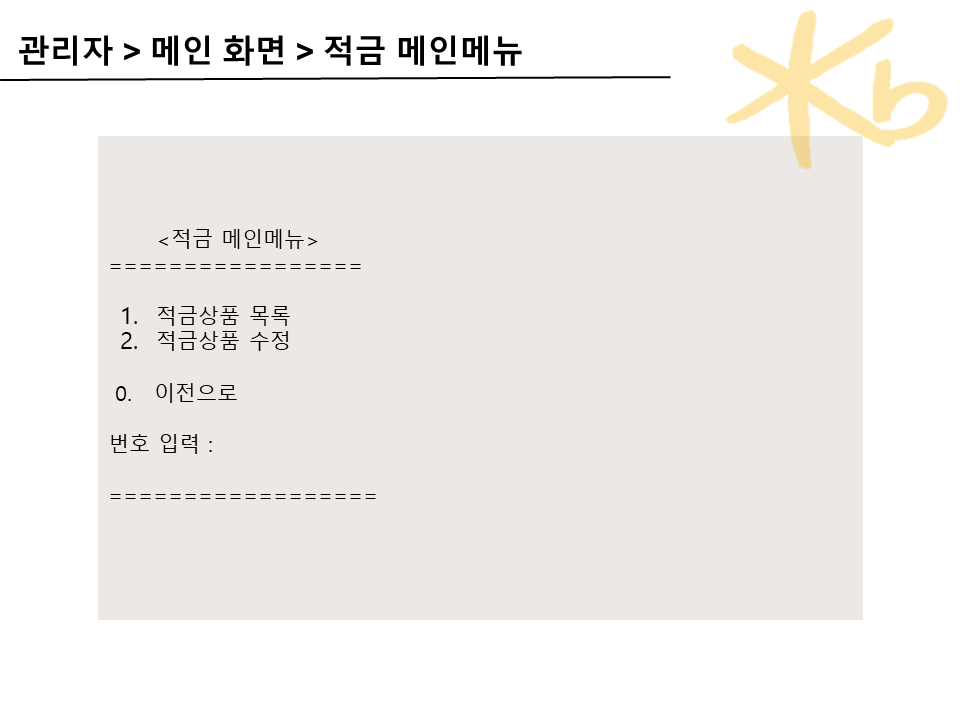 관리자 > 메인 화면 > 적금 메인메뉴
Kb
<적금 메인메뉴>
=================
1. 적금상품 목록
2. 적금상품 수정
0. 이전으로
번호 입력 :
==================